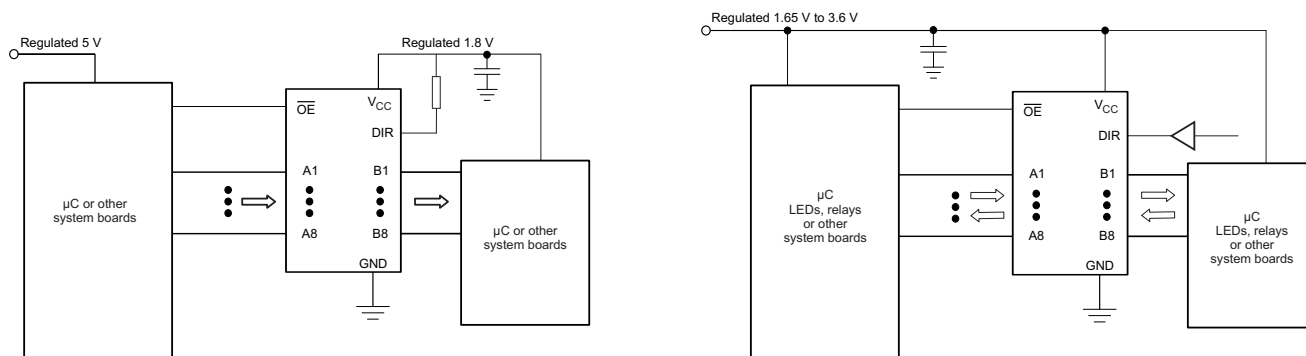 Regulated 5 V
Regulated 1.8 V
OE
VCC
DIR
A1
B1
µC or other
system boards
A8
B8
µC or other
system boards
GND
Regulated 1.65 V to 3.6 V
OE
VCC
DIR
A1
B1
µC
LEDs, relays
or other
system boards
A8
B8
µC
LEDs, relays
or other
system boards
GND